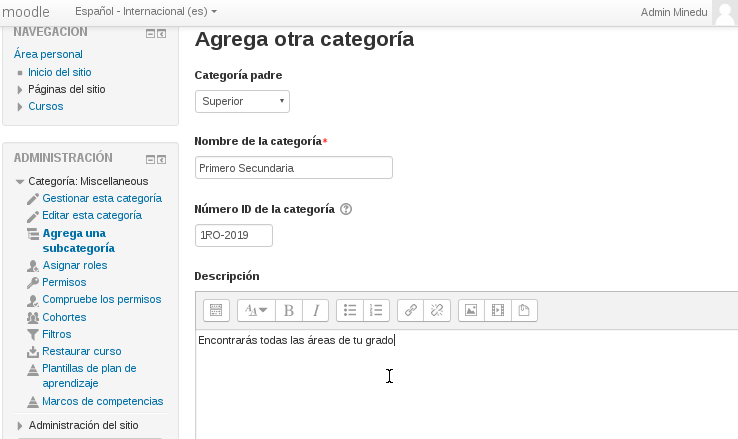 moodle
Español - Internacional (es)
Admin Minedu
NAVEGACIÓN
Área personal
Inicio del sitio
Páginas del sitio
Cursos
ADMINISTRACIÓN
Categoría: Miscellaneous
Gestionar esta categoría
Editar esta categoría
Agrega una
subcategoría
Asignar roles
Permisos
Compruebe los permisos
Cohortes
Filtros
Restaurar curso
Plantillas de plan de
aprendizaje
Marcos de competencias
Administración del sitio
Agrega otra categoría
Categoría padre
Superior
Nombre de la categoría*
Primero Secundaria
Número ID de la categoría
1RO-2019
Descripción
Encontrarás todas las áreas de tu grado